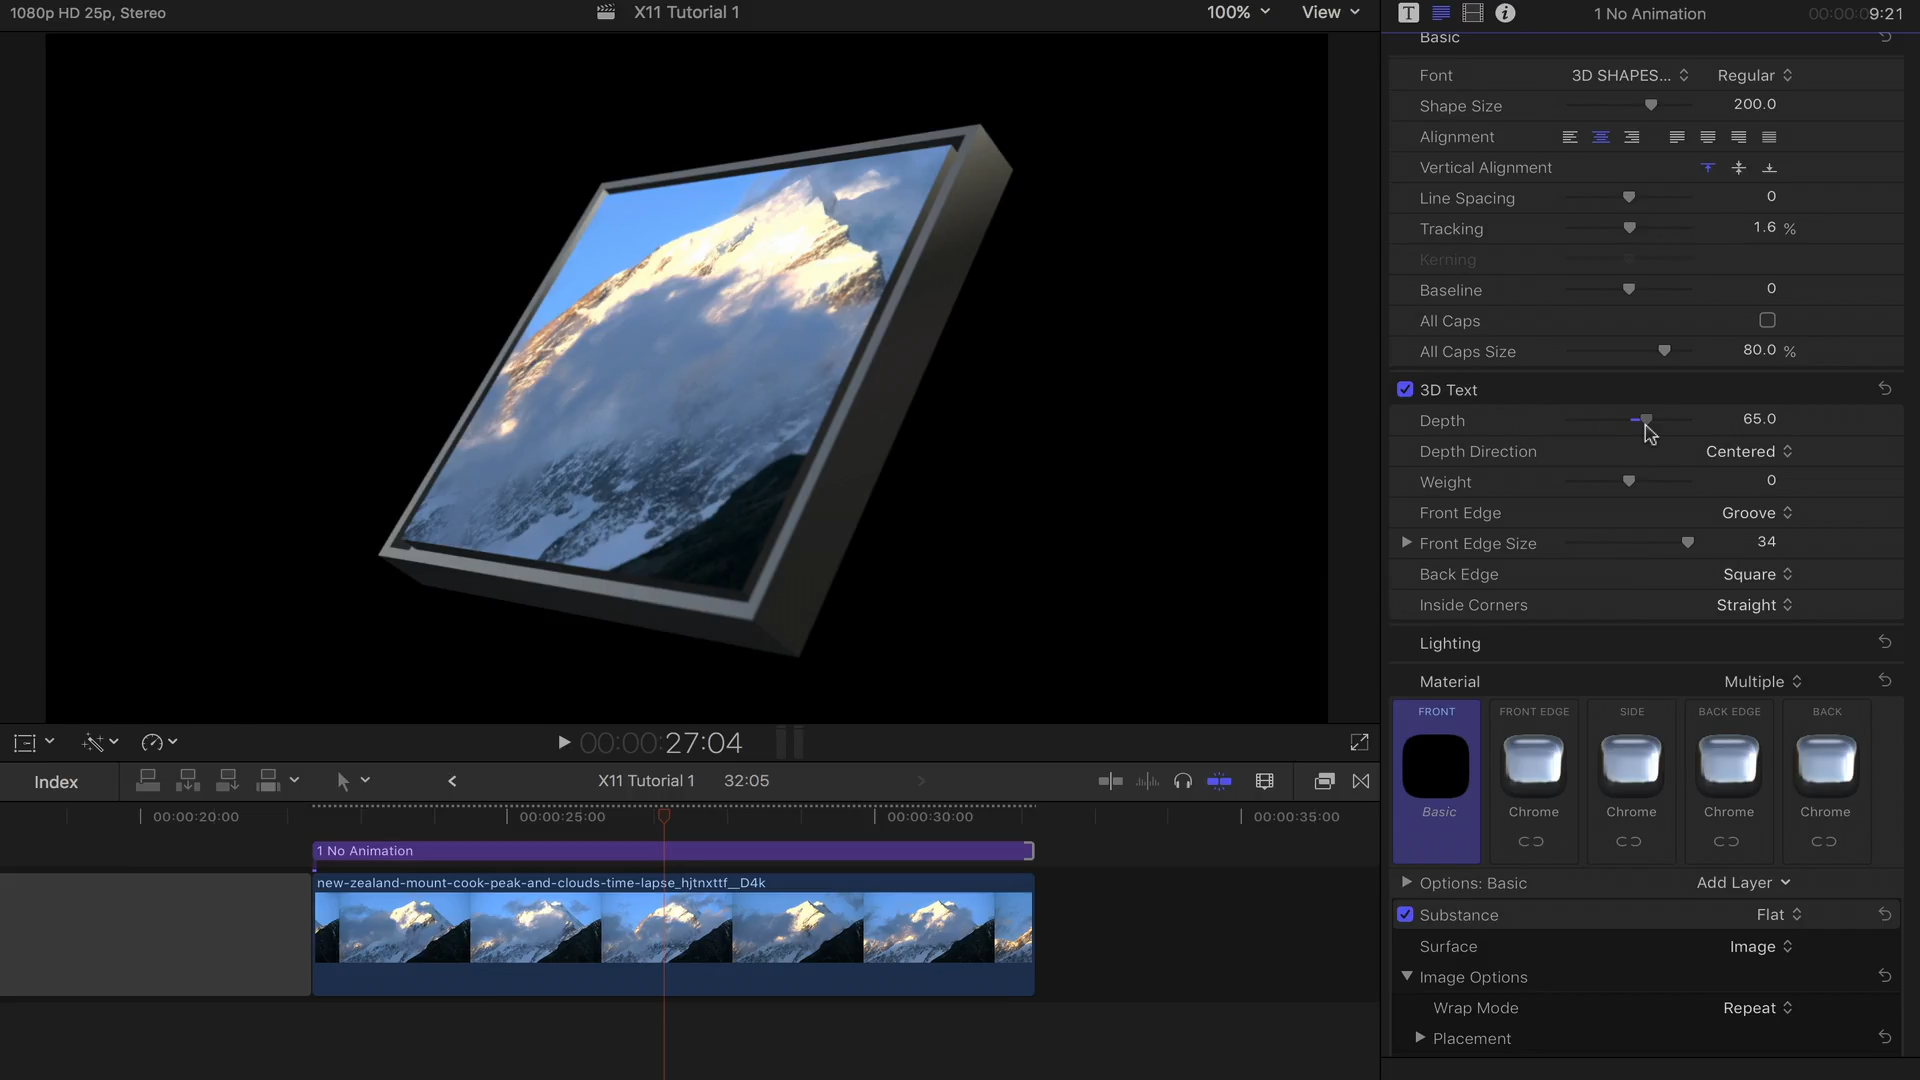 1080p HD 25p, Stereo
X11 Tutorial 1
100%
View
T
1 No Animation
00:00:09:21
Basic
Font 3D SHAPES... Regular
Shape Size 200.0
Alignment
Vertical Alignment
Line Spacing 0
Tracking 1.6 %
Kerning
Baseline 0
All Caps
All Caps Size 80.0 %
3D Text
Depth 65.0
Depth Direction Centered
Weight 0
Front Edge Groove
Front Edge Size 34
Back Edge Square
Inside Corners Straight
Lighting
Material Multiple
FRONT FRONT EDGE SIDE BACK EDGE BACK
Basic Chrome Chrome Chrome Chrome
Options: Basic Add Layer
Substance Flat
Surface Image
Image Options
Wrap Mode Repeat
Placement
00:00:27:04
Index
X11 Tutorial 1 32:05
00:00:20:00 00:00:25:00 00:00:30:00 00:00:35:00
1 No Animation
new-zealand-mount-cook-peak-and-clouds-time-lapse_hjtnxttf__D4k